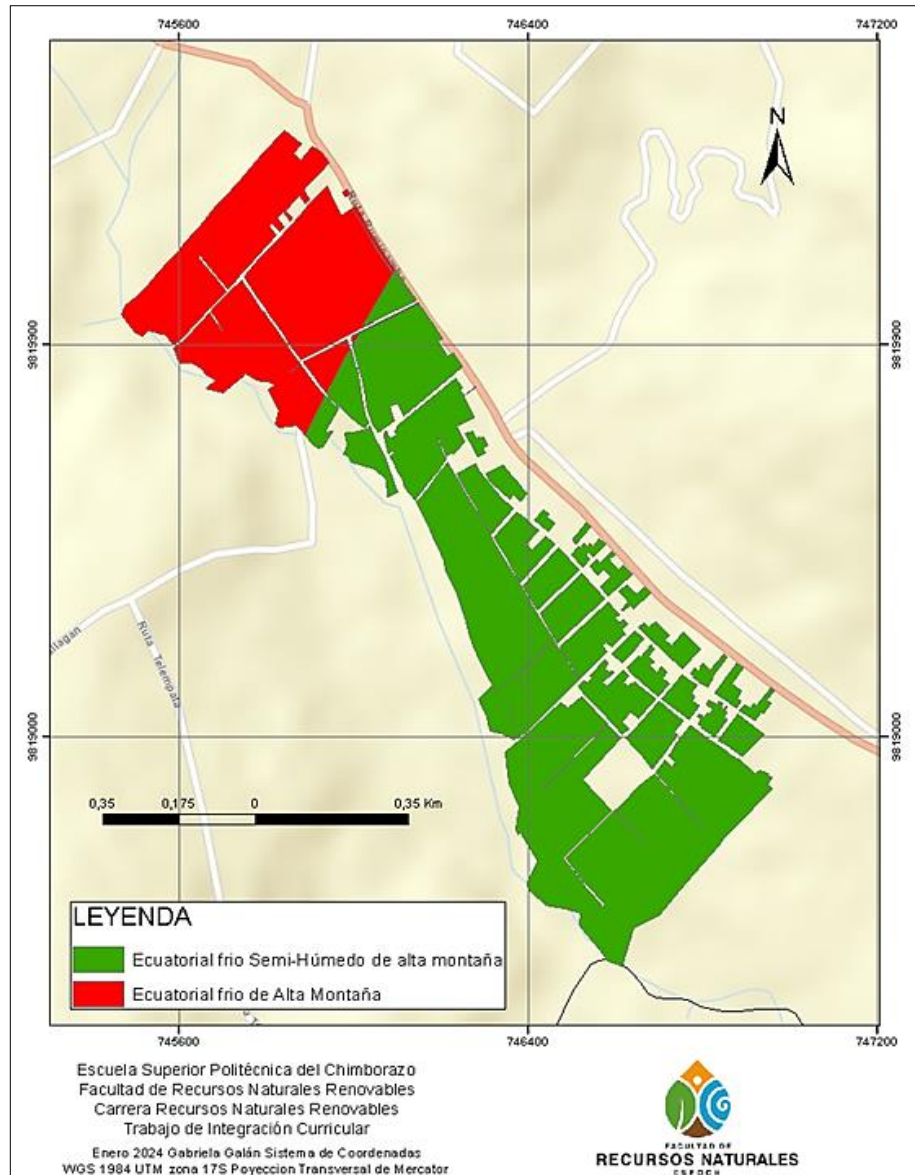 745600 746400 747200
N
9819900 9819900
Ruta Telempala
9819000 9819000
0,35 0,175 0 0,35 Km
LEYENDA
Ecuatorial frio Semi-Húmedo de alta montaña
Ecuatorial frio de Alta Montaña
745600 746400 747200
Escuela Superior Politécnica del Chimborazo
Facultad de Recursos Naturales Renovables
Carrera Recursos Naturales Renovables
Trabajo de Integración Curricular
Enero 2024 Gabriela Galán Sistema de Coordenadas
WGS 1984 UTM zona 17S Poyeccion Transversal de Mercator
FACULTAD DE
RECURSOS NATURALES
ESPOCH